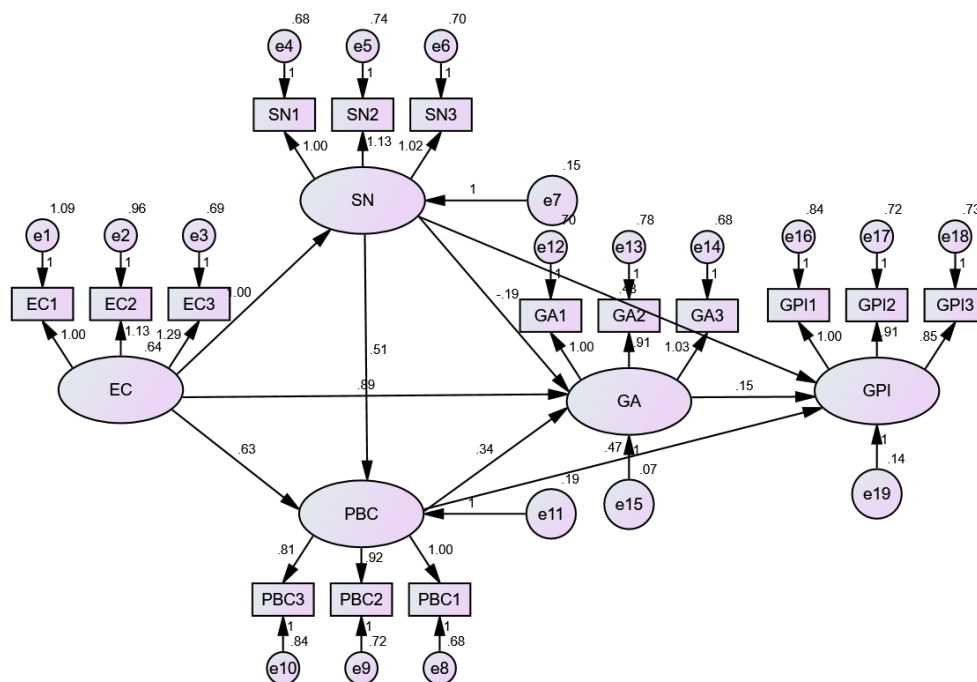 .68 .74 .70
e4 e5 e6
1 1 1
SN1 SN2 SN3
1.00 1.13 1.02
SN
1
e7
.15
1.09 .96 .69
e1 e2 e3
1 1 1
EC1 EC2 EC3
1.00 1.13 1.29
.64
EC
1.00
.70 .78 .68
e12 e13 e14
1 1 1
GA1 GA2 GA3
1.00 .91 1.03
GA
-.19
.48
.84 .72 .73
e16 e17 e18
1 1 1
GPI1 GPI2 GPI3
1.00 .91 .85
GPI
.51
.89
.15
.63
.34
.47
1
.07
e15
1
.14
e19
PBC
1
.19
e11
.81 .92 1.00
PBC3 PBC2 PBC1
1 1 1
.84 .72 .68
e10 e9 e8